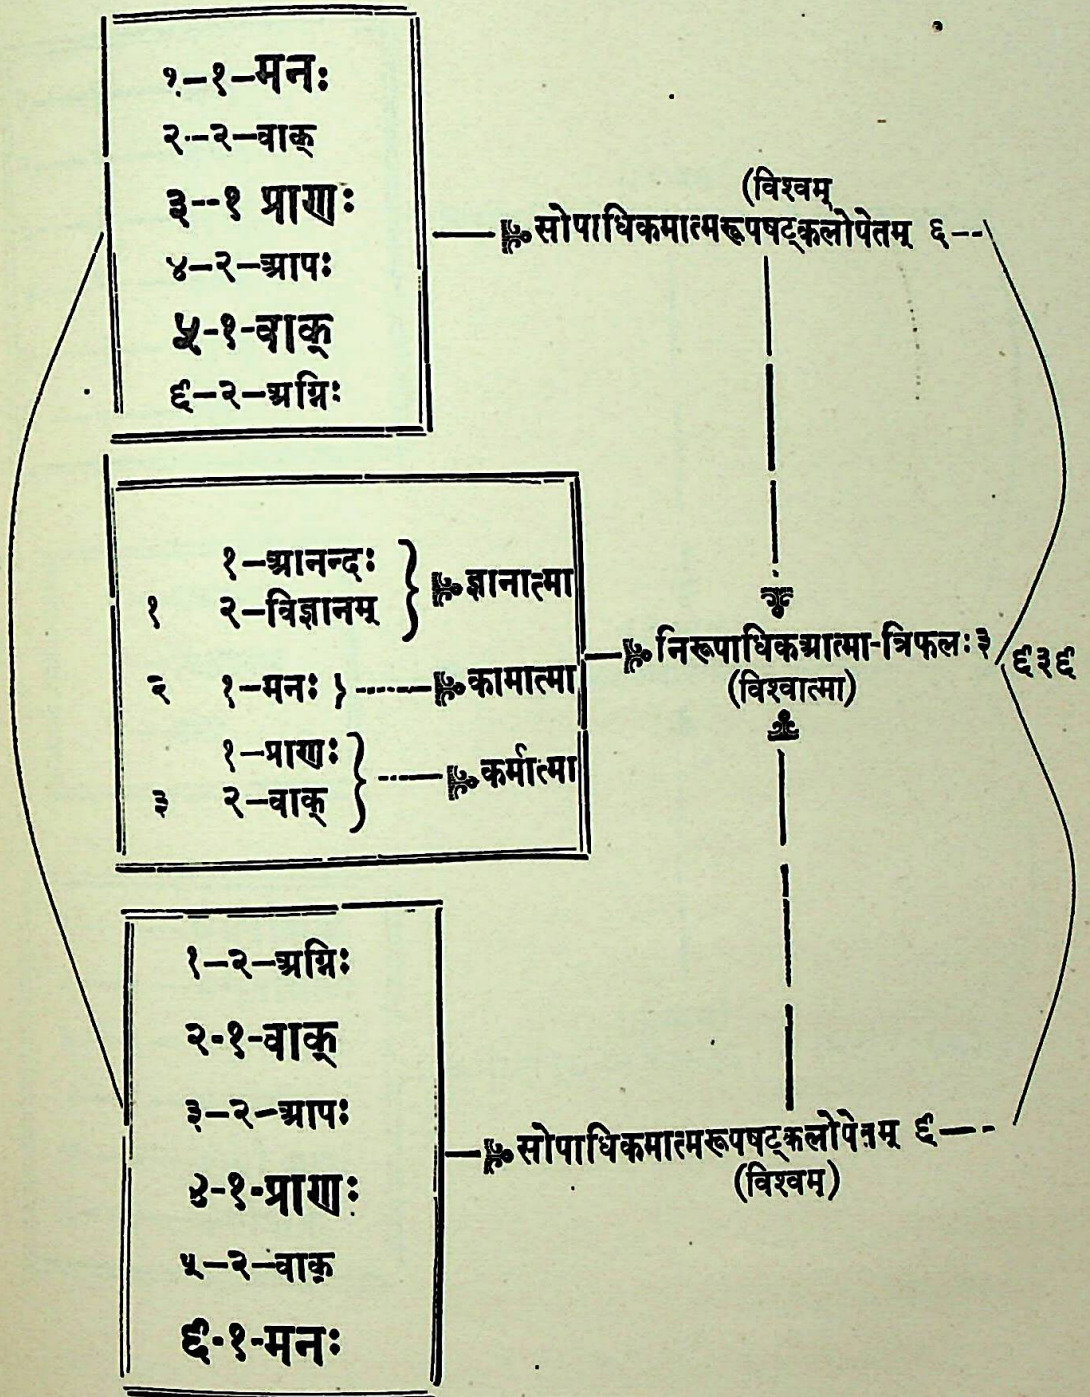 १-१-मनः
२--२-वाक्
३--१ प्राणः
४-२-आपः
५-१-वाक्
६-२-अग्निः
(विश्वम्
सोपाधिकमात्मरूपषट्कलोपेतम् ६--
१-आनन्दः
१ २-विज्ञानम्
ज्ञानात्मा
२ १-मनः } कामात्मा
१-प्राणः
३ २-वाक्
कर्मात्मा
निरूपाधिकआत्मा-त्रिफलः३
(विश्वात्मा)
६३६
१-२-अग्निः
२-१-वाक्
३-२-आपः
४-१-प्राणः
५-२-वाक्
६-१-मनः
सोपाधिकमात्मरूपषट्कलोपेतम् ६--
(विश्वम्)